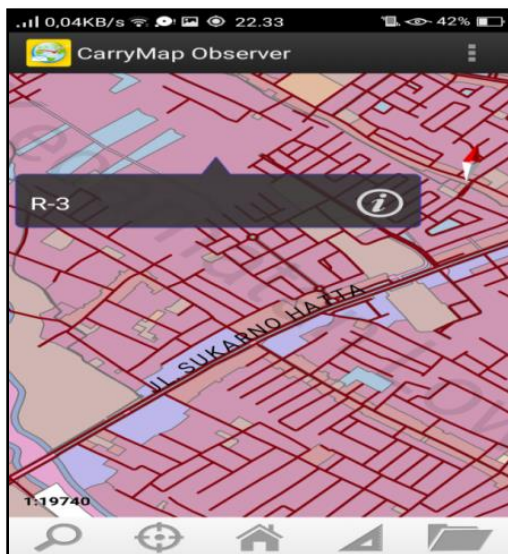 0,04KB/s 22.33 42%
CarryMap Observer
R-3
JL. SUKARNO HATTA
1:19740